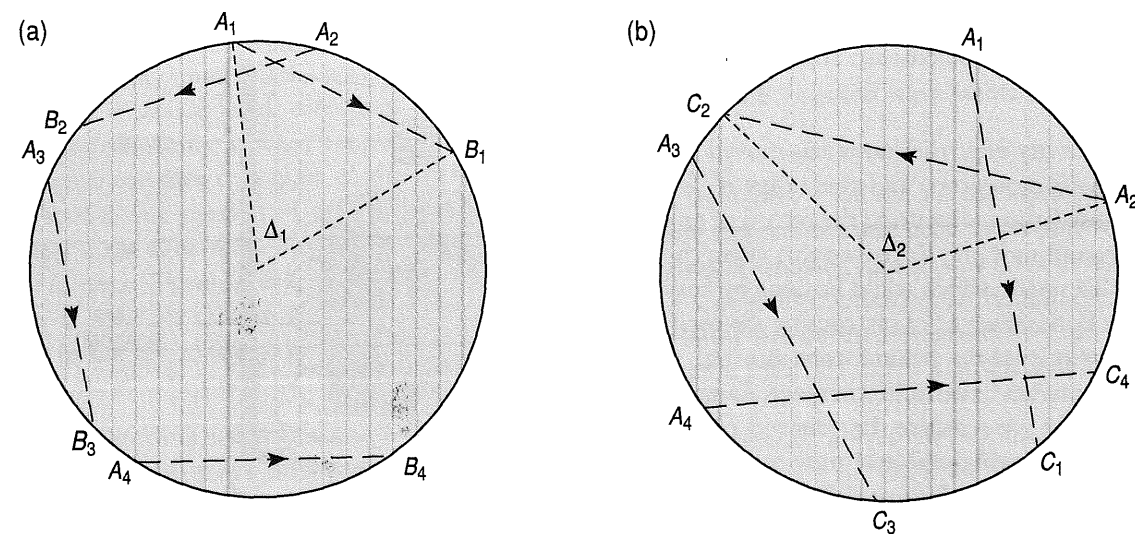 (a)
A₁
A₂
B₂
A₃
B₁
Δ₁
B₃
A₄
B₄
(b)
A₁
C₂
A₃
A₂
Δ₂
C₄
A₄
C₁
C₃